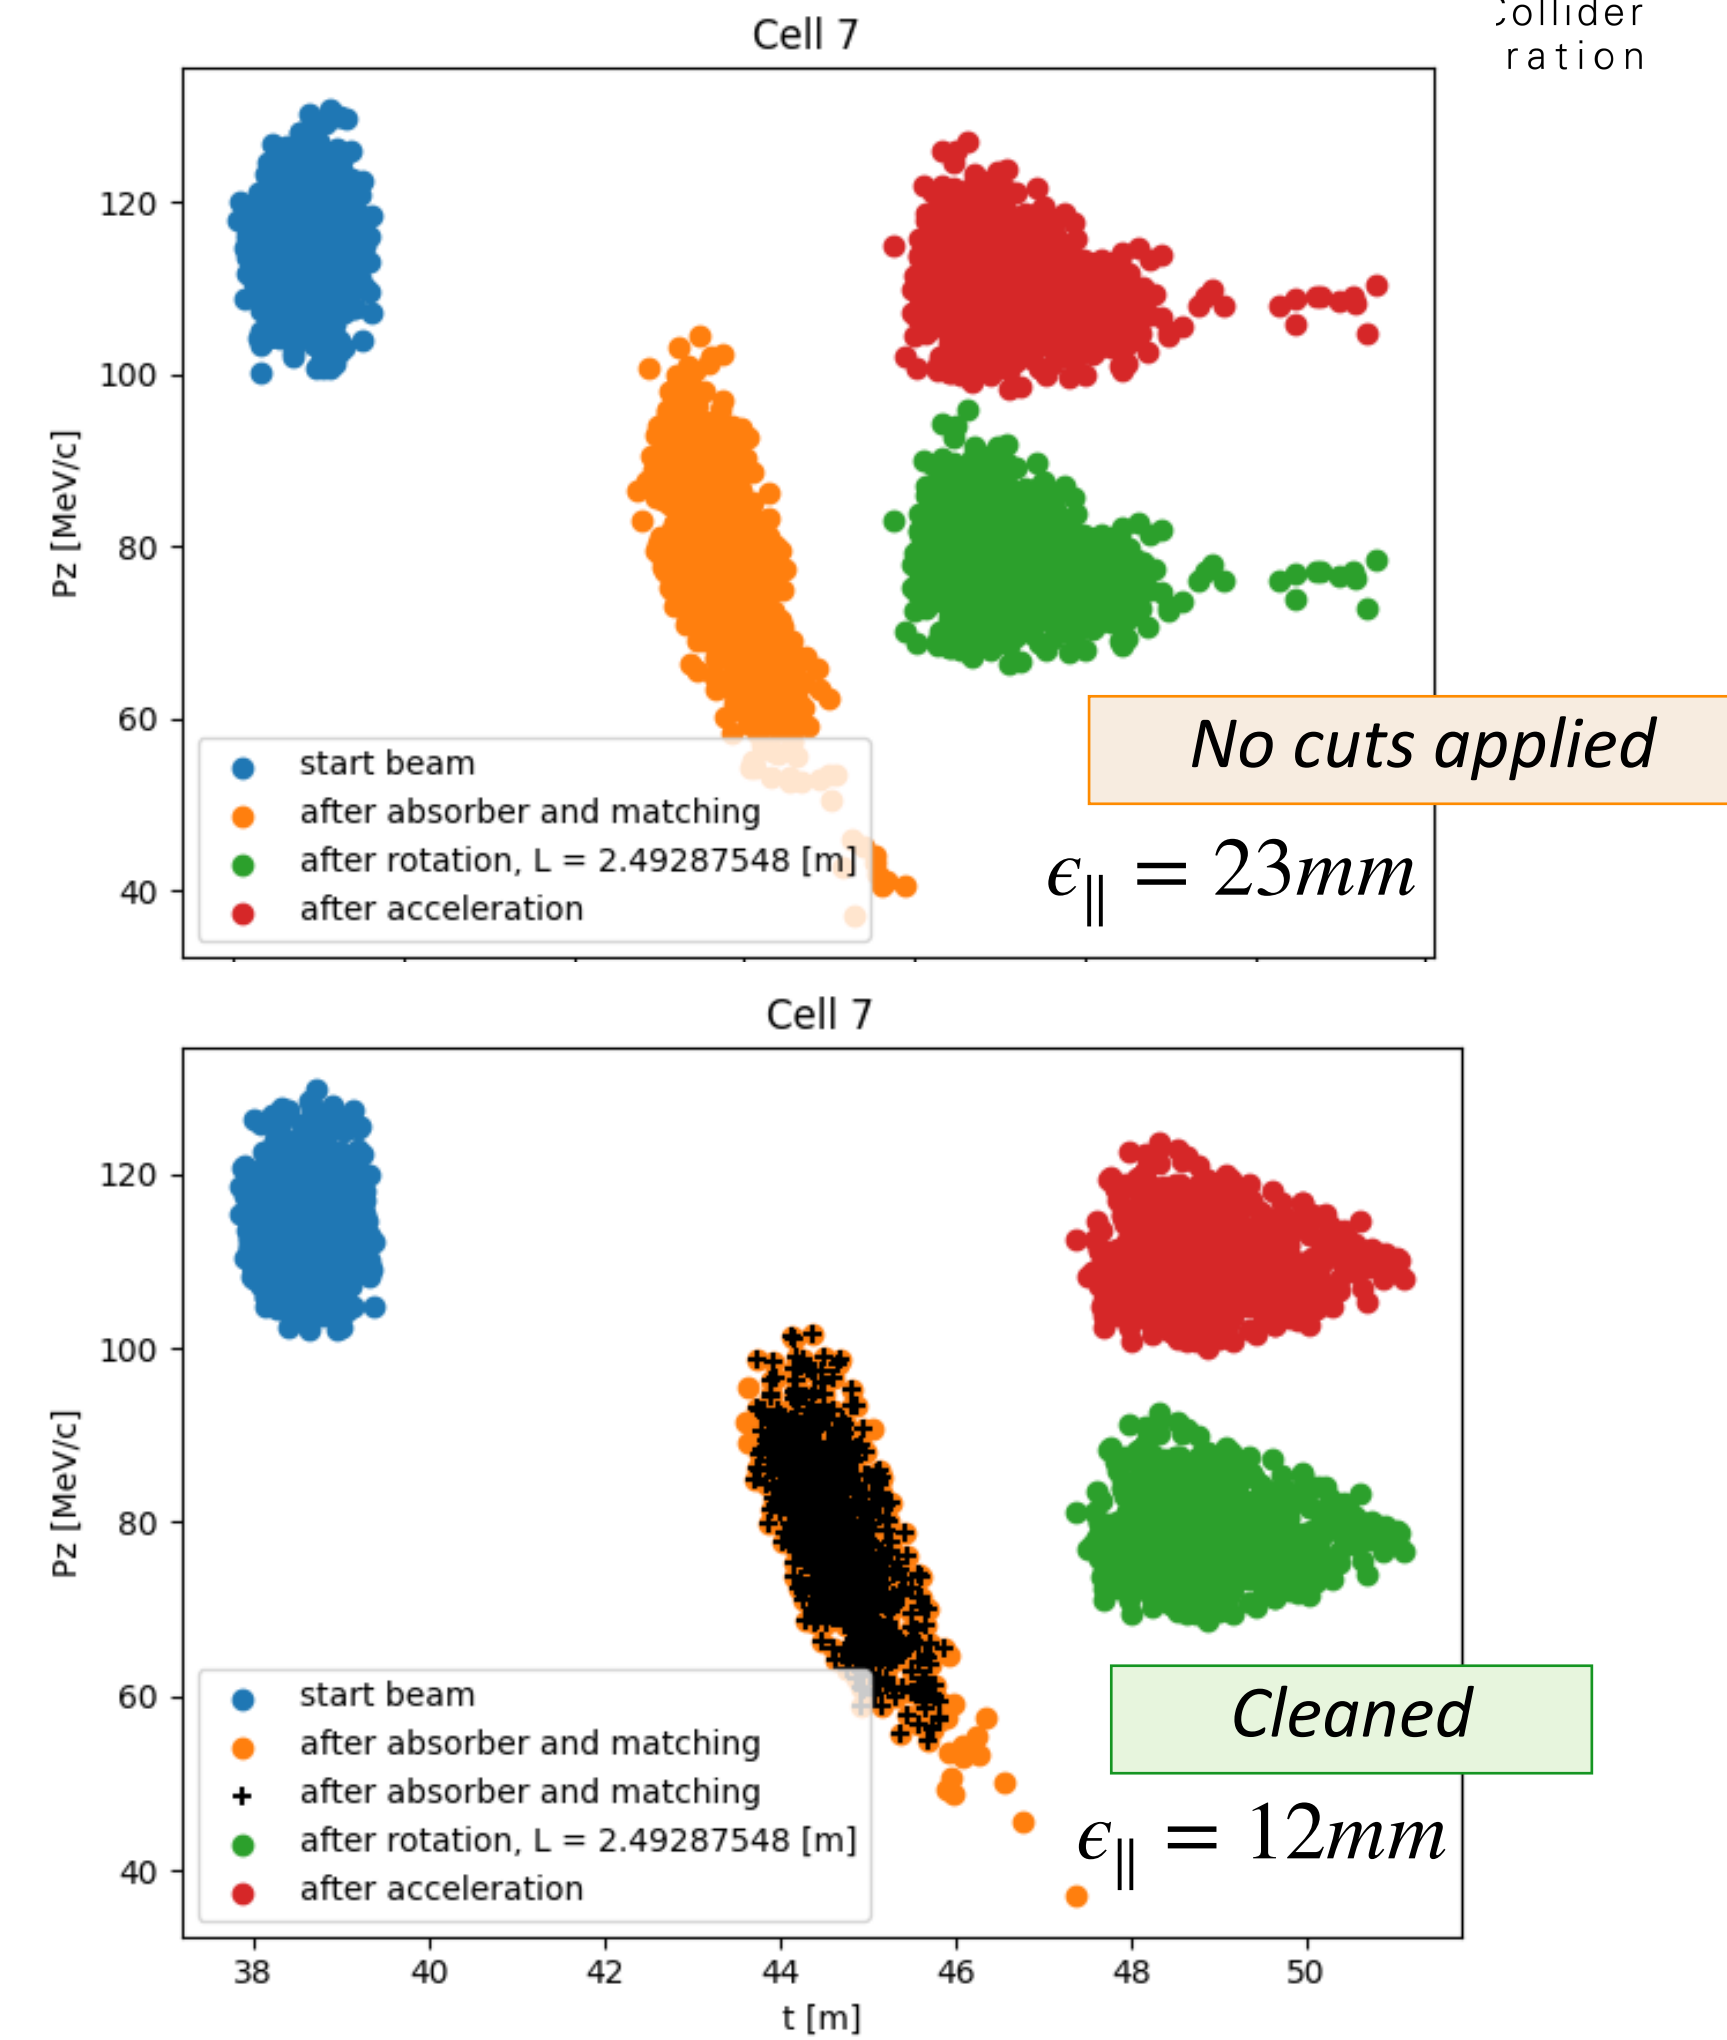 ollider
ration
Cell 7
120
100
80
60
40
Pz [MeV/c]
start beam
after absorber and matching
after rotation, L = 2.49287548 [m]
after acceleration
No cuts applied
ϵ∥ = 23mm
Cell 7
120
100
80
60
40
Pz [MeV/c]
start beam
after absorber and matching
after absorber and matching
after rotation, L = 2.49287548 [m]
after acceleration
Cleaned
ϵ∥ = 12mm
38 40 42 44 46 48 50
t [m]